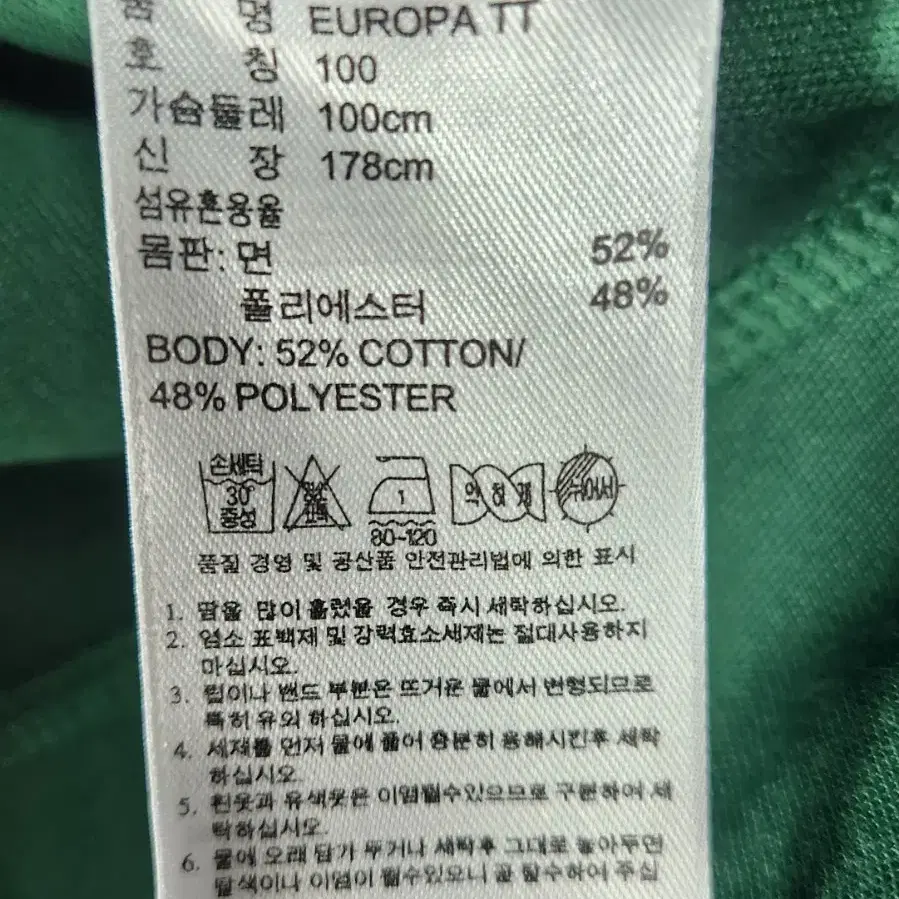 품 명 EUROPA TT
호 칭 100
가슴둘레 100cm
신 장 178cm
섬유혼용율
몸판: 면 52%
폴리에스터 48%
BODY: 52% COTTON/
48% POLYESTER
손세탁 30° 중성 염소 표백 1 80~120 약하게 뉘어서
품질 경영 및 공산품 안전관리법에 의한 표시
1. 땀을 많이 흘렸을 경우 즉시 세탁하십시오.
2. 염소 표백제 및 강력효소세제는 절대사용하지
마십시오.
3. 립이나 밴드 부분은 뜨거운 물에서 변형되므로
특히 유의 하십시오.
4. 세재를 먼저 물에 풀어 충분히 용해시킨후 세탁
하십시오.
5. 흰옷과 유색옷은 이염될수있으므로 구분하여 세
탁하십시오.
6. 물에 오래 담가 두거나 세탁후 그대로 놓아두면
탈색이나 이염이 될수있으니 곧 탈수하여 주십